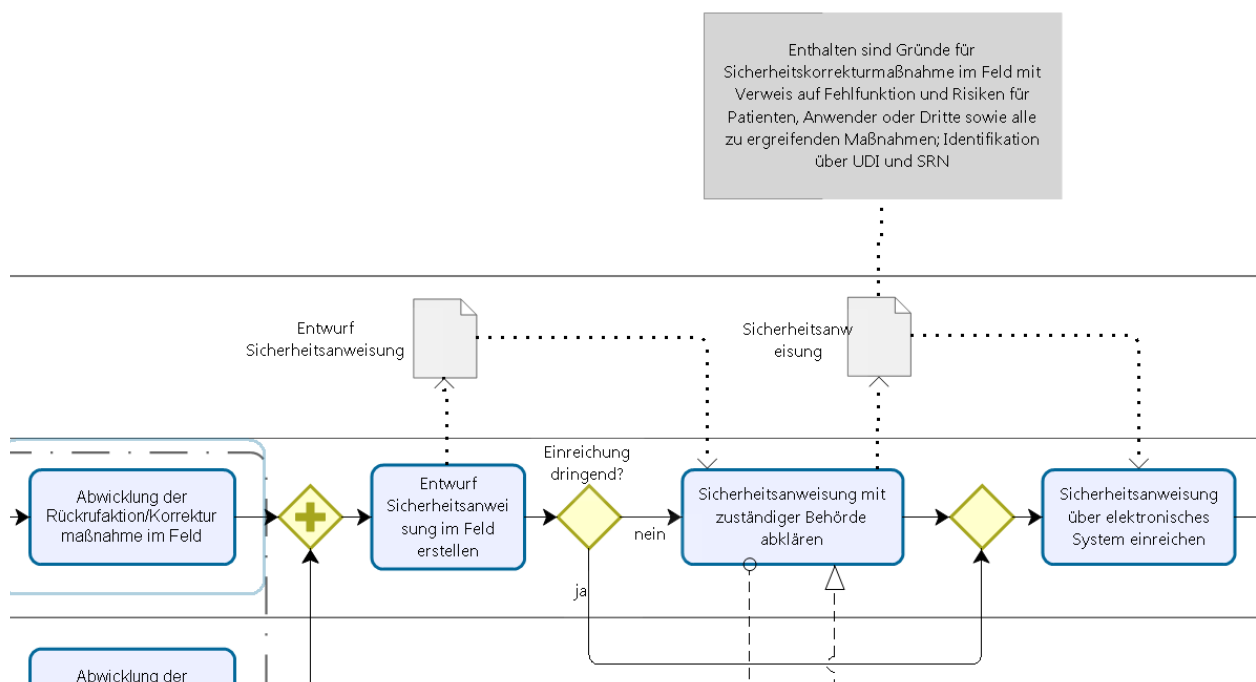 Enthalten sind Gründe für
Sicherheitskorrekturmaßnahme im Feld mit
Verweis auf Fehlfunktion und Risiken für
Patienten, Anwender oder Dritte sowie alle
zu ergreifenden Maßnahmen; Identifikation
über UDI und SRN
Entwurf
Sicherheitsanweisung
Sicherheitsanw
eisung
Abwicklung der
Rückrufaktion/Korrektur
maßnahme im Feld
Entwurf
Sicherheitsanwei
sung im Feld
erstellen
Einreichung
dringend?
nein
ja
Sicherheitsanweisung mit
zuständiger Behörde
abklären
Sicherheitsanweisung
über elektronisches
System einreichen
Abwicklung der